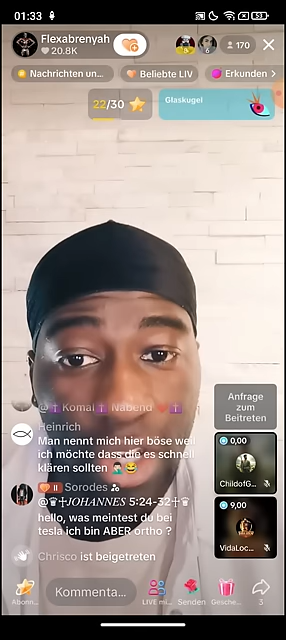 01:33
53
Flexabrenyah
20.8K
6
170
Nachrichten un...
Beliebte LIV
Erkunden
22/30
Glaskugel
Anfrage
zum
Beitreten
@✝️Komal✝️ Nabend ❤️✝️
Heinrich
Man nennt mich hier böse weil
ich möchte dass die es schnell
klären sollten 🤦🏻‍♂️😂
0,00
ChildofG...
II Sorodes
@♛☩JOHANNES 5:24-32☩♛
hello, was meintest du bei
tesla ich bin ABER ortho ?
9,00
VidaLoc...
Chrisco ist beigetreten
Abonn...
Kommenta...
LIVE mi...
Senden
Gesche...
3